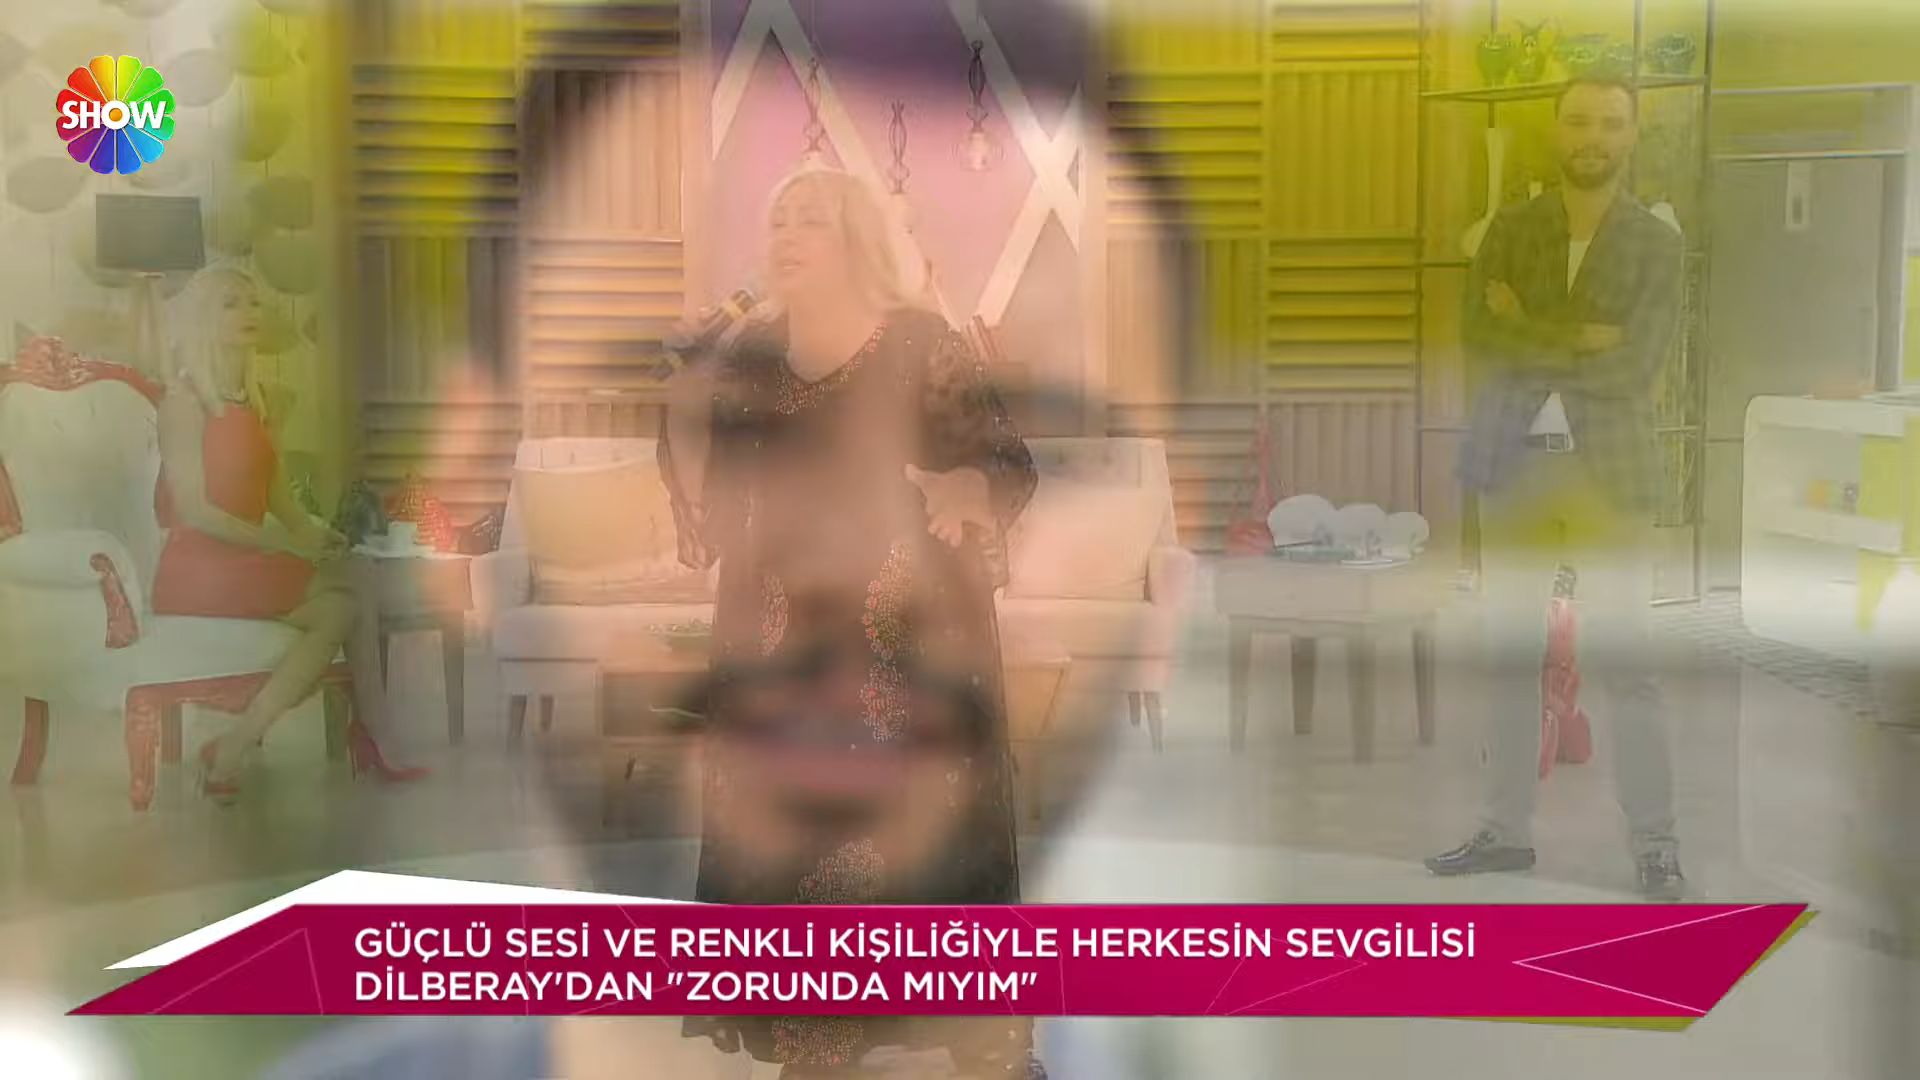 SHOW
GÜÇLÜ SESİ VE RENKLİ KİŞİLİĞİYLE HERKESİN SEVGİLİSİ
DİLBERAY'DAN "ZORUNDA MIYIM"